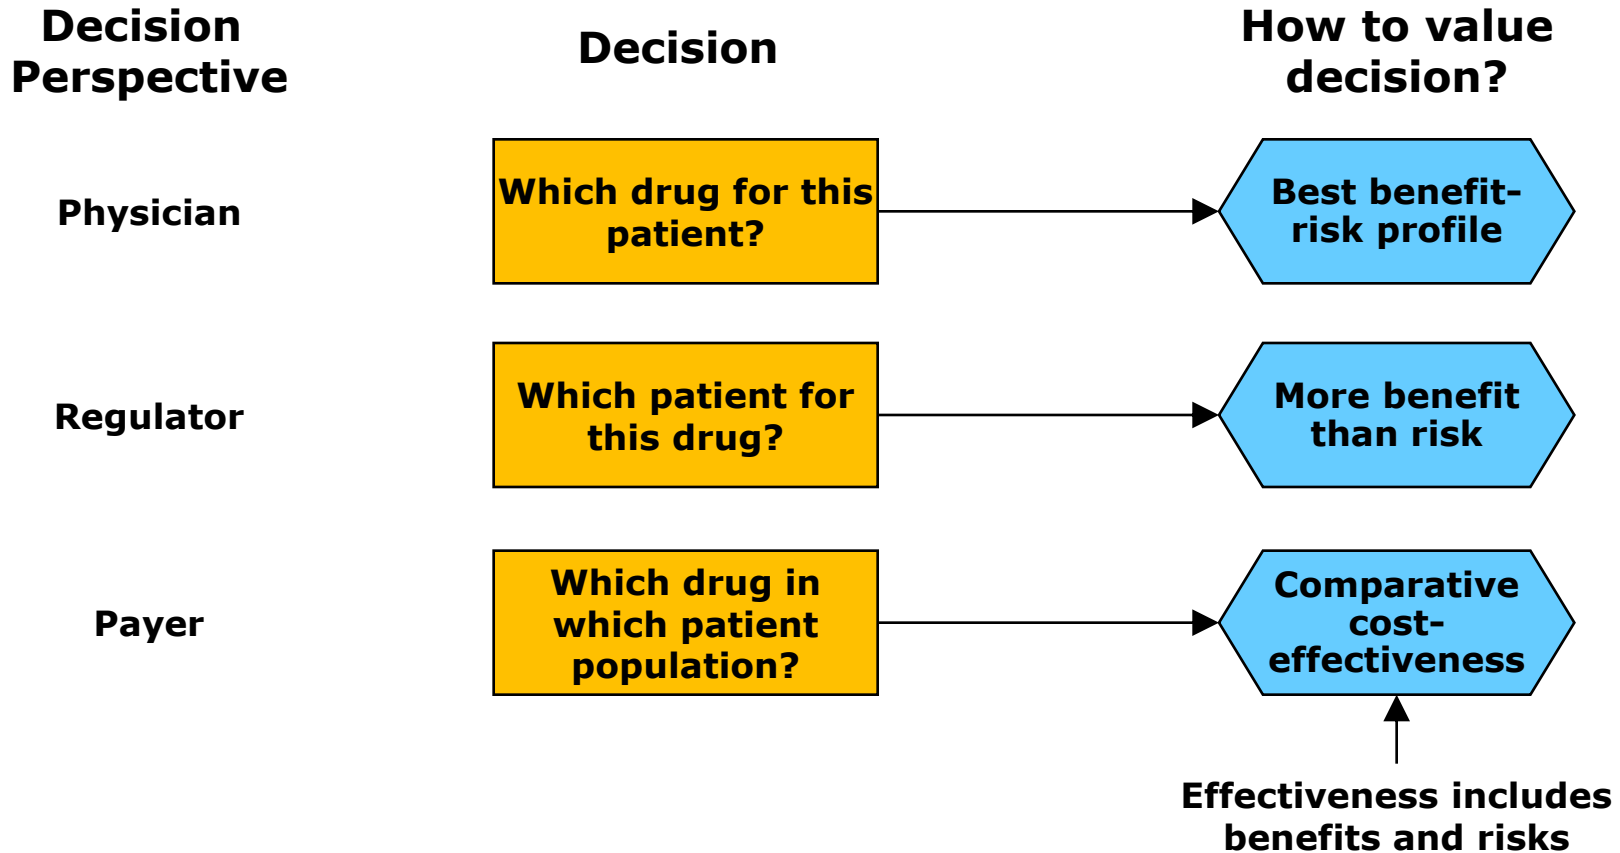 Decision
Perspective
Decision
How to value
decision?
Physician
Which drug for this
patient?
Best benefit-
risk profile
Regulator
Which patient for
this drug?
More benefit
than risk
Payer
Which drug in
which patient
population?
Comparative
cost-
effectiveness
Effectiveness includes
benefits and risks